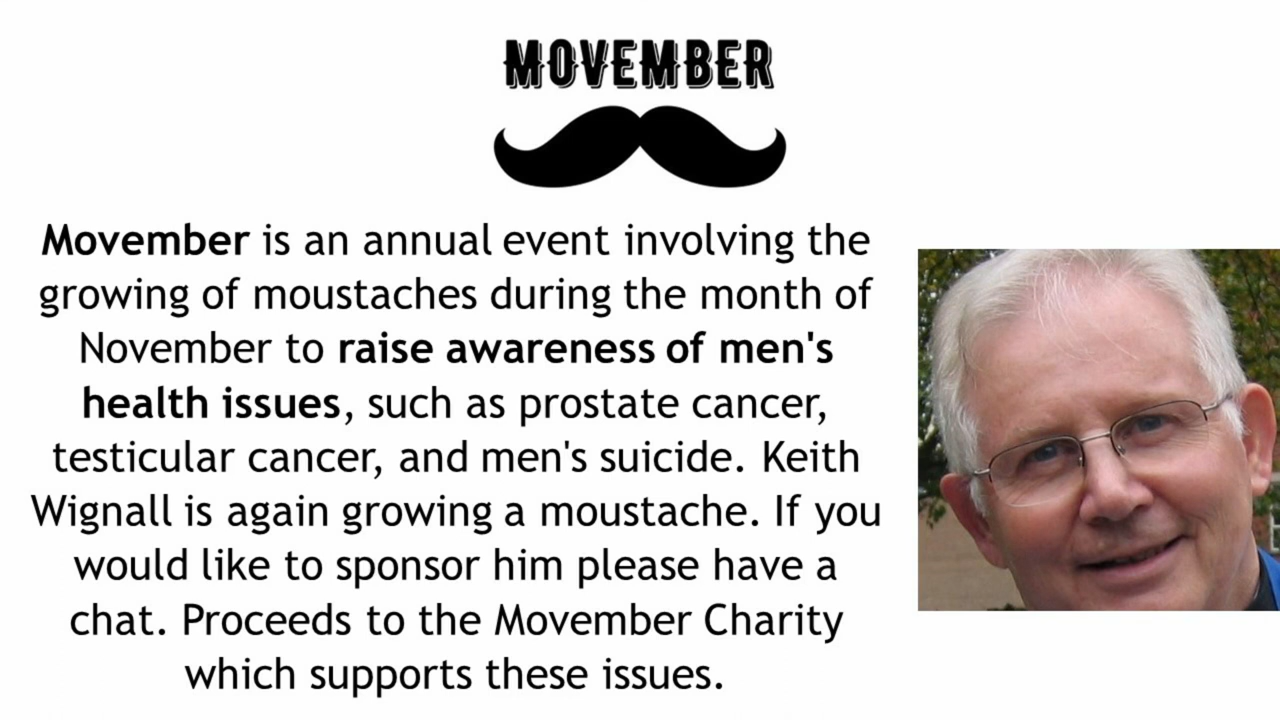 MOVEMBER
Movember is an annual event involving the
growing of moustaches during the month of
November to raise awareness of men's
health issues, such as prostate cancer,
testicular cancer, and men's suicide. Keith
Wignall is again growing a moustache. If you
would like to sponsor him please have a
chat. Proceeds to the Movember Charity
which supports these issues.